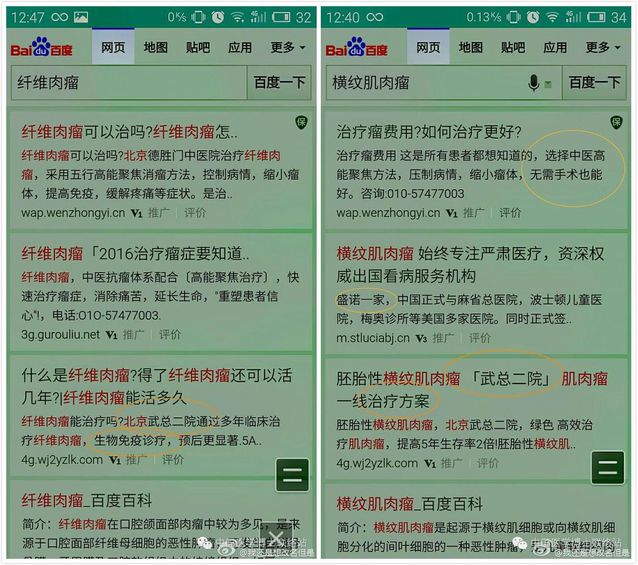 12:47
0K/s
4G
32
Bai百度
网页
地图
贴吧
应用
更多
纤维肉瘤
百度一下
纤维肉瘤可以治吗?纤维肉瘤怎..
保
纤维肉瘤可以治吗?北京德胜门中医院治疗纤维肉
瘤，采用五行高能聚焦消瘤方法，控制病情，缩小瘤
体，提高免疫，缓解疼痛等症状。是治..
wap.wenzhongyi.cn V1 推广 | 评价
纤维肉瘤「2016治疗瘤症要知道..
纤维肉瘤，中医抗瘤体系配合〔高能聚焦治疗〕，快
速治疗瘤症，消除痛苦，延长生命，"重塑患者信
心"!，电话:01O-57477003.
3g.gurouliu.net V1 推广 | 评价
什么是纤维肉瘤?得了纤维肉瘤还可以活
几年?|纤维肉瘤能活多久
纤维肉瘤能治疗吗?北京武总二院通过多年临床治
疗纤维肉瘤，生物免疫诊疗，预后更显著.5A..
4g.wj2yzlk.com V1 推广 | 评价
纤维肉瘤_百度百科
简介：纤维肉瘤在口腔颌面部肉瘤中较为多见，是来
源于口腔面部纤维母细胞的恶性肿瘤
12:40
0.13K/s
4G
34
Bai百度
网页
地图
贴吧
应用
更多
横纹肌肉瘤
百度一下
治疗瘤费用?如何治疗更好?
保
治疗瘤费用 这是所有患者都想知道的，选择中医高
能聚焦方法，压制病情，缩小瘤体，无需手术也能
好。咨询:010-57477003
wap.wenzhongyi.cn V1 推广 | 评价
横纹肌肉瘤 始终专注严肃医疗，资深权
威出国看病服务机构
盛诺一家，中国正式与麻省总医院，波士顿儿童医
院，梅奥诊所等美国多家医院。同时正式签..
m.stluciabj.cn V3 推广 | 评价
胚胎性横纹肌肉瘤 「武总二院」 肌肉瘤
一线治疗方案
胚胎性横纹肌肉瘤，北京武总二院，绿色 高效治
疗肌肉瘤，提高5年生存率2倍!胚胎性横纹肌..
4g.wj2yzlk.com V1 推广 | 评价
横纹肌肉瘤_百度百科
简介：横纹肌肉瘤是起源于横纹肌细胞或向横纹肌细
胞分化的间叶细胞的一种恶性肿瘤，
中国医学博士联络站
@我还是想改名但是